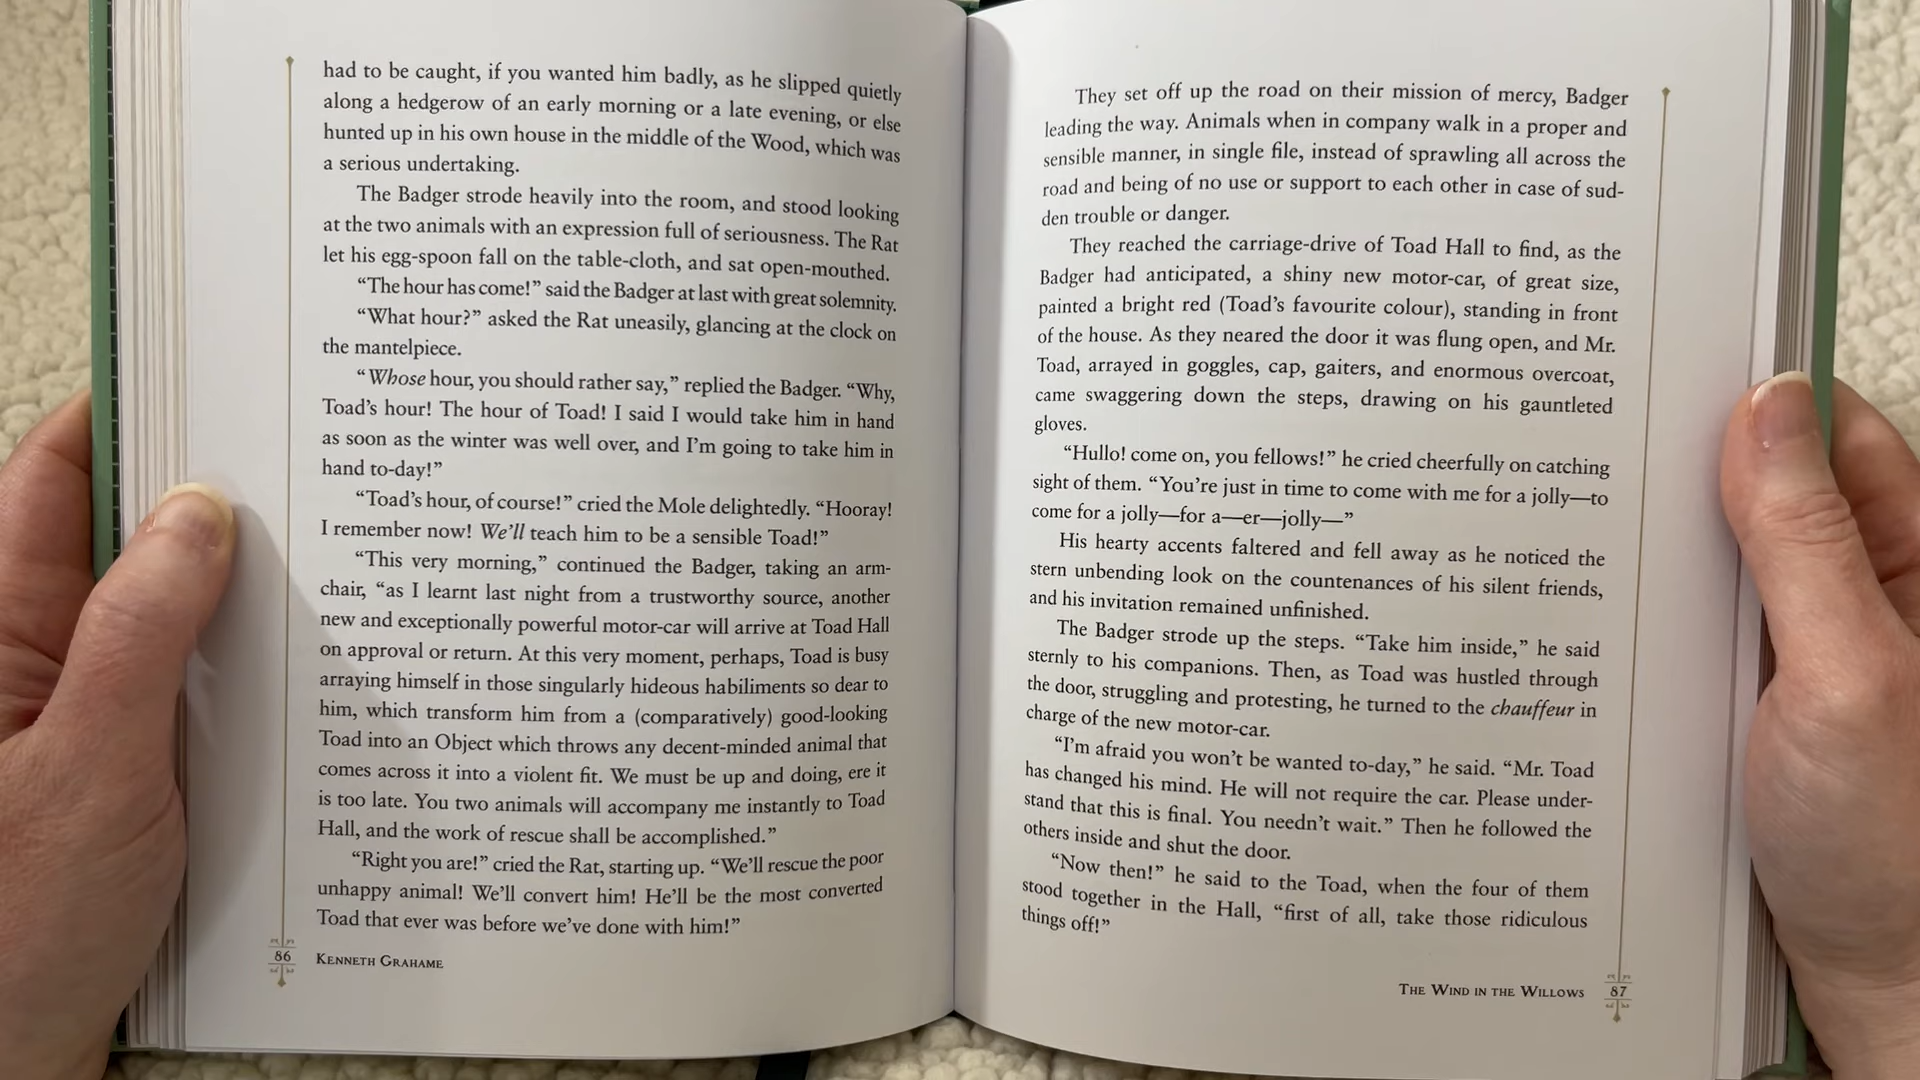 had to be caught, if you wanted him badly, as he slipped quietly
along a hedgerow of an early morning or a late evening, or else
hunted up in his own house in the middle of the Wood, which was
a serious undertaking.
The Badger strode heavily into the room, and stood looking
at the two animals with an expression full of seriousness. The Rat
let his egg-spoon fall on the table-cloth, and sat open-mouthed.
“The hour has come!” said the Badger at last with great solemnity.
“What hour?” asked the Rat uneasily, glancing at the clock on
the mantelpiece.
“Whose hour, you should rather say,” replied the Badger. “Why,
Toad’s hour! The hour of Toad! I said I would take him in hand
as soon as the winter was well over, and I’m going to take him in
hand to-day!”
“Toad’s hour, of course!” cried the Mole delightedly. “Hooray!
I remember now! We’ll teach him to be a sensible Toad!”
“This very morning,” continued the Badger, taking an arm-
chair, “as I learnt last night from a trustworthy source, another
new and exceptionally powerful motor-car will arrive at Toad Hall
on approval or return. At this very moment, perhaps, Toad is busy
arraying himself in those singularly hideous habiliments so dear to
him, which transform him from a (comparatively) good-looking
Toad into an Object which throws any decent-minded animal that
comes across it into a violent fit. We must be up and doing, ere it
is too late. You two animals will accompany me instantly to Toad
Hall, and the work of rescue shall be accomplished.”
“Right you are!” cried the Rat, starting up. “We’ll rescue the poor
unhappy animal! We’ll convert him! He’ll be the most converted
Toad that ever was before we’ve done with him!”
86 Kenneth Grahame
They set off up the road on their mission of mercy, Badger
leading the way. Animals when in company walk in a proper and
sensible manner, in single file, instead of sprawling all across the
road and being of no use or support to each other in case of sud-
den trouble or danger.
They reached the carriage-drive of Toad Hall to find, as the
Badger had anticipated, a shiny new motor-car, of great size,
painted a bright red (Toad’s favourite colour), standing in front
of the house. As they neared the door it was flung open, and Mr.
Toad, arrayed in goggles, cap, gaiters, and enormous overcoat,
came swaggering down the steps, drawing on his gauntleted
gloves.
“Hullo! come on, you fellows!” he cried cheerfully on catching
sight of them. “You’re just in time to come with me for a jolly—to
come for a jolly—for a—er—jolly—”
His hearty accents faltered and fell away as he noticed the
stern unbending look on the countenances of his silent friends,
and his invitation remained unfinished.
The Badger strode up the steps. “Take him inside,” he said
sternly to his companions. Then, as Toad was hustled through
the door, struggling and protesting, he turned to the chauffeur in
charge of the new motor-car.
“I’m afraid you won’t be wanted to-day,” he said. “Mr. Toad
has changed his mind. He will not require the car. Please under-
stand that this is final. You needn’t wait.” Then he followed the
others inside and shut the door.
“Now then!” he said to the Toad, when the four of them
stood together in the Hall, “first of all, take those ridiculous
things off!”
The Wind in the Willows 87